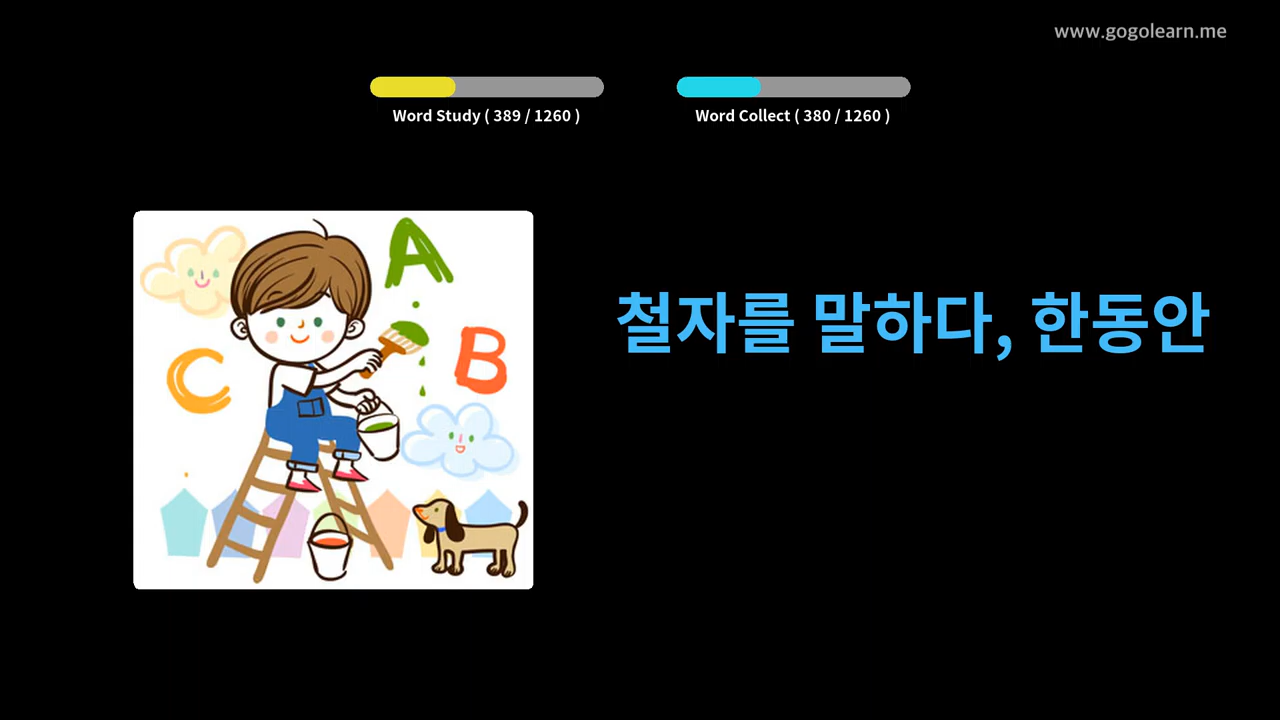 www.gogolearn.me
Word Study ( 389 / 1260 )
Word Collect ( 380 / 1260 )
A
B
C
철자를 말하다, 한동안